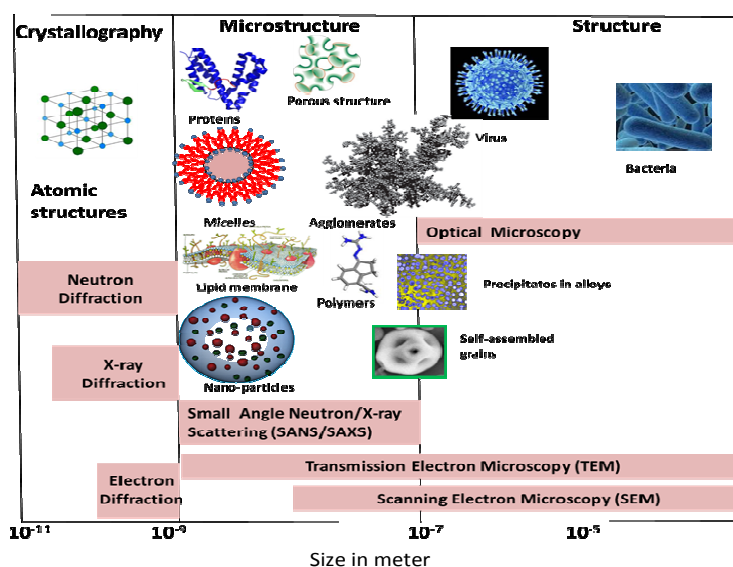 Crystallography
Microstructure
Structure
Porous structure
Proteins
Virus
Bacteria
Atomic
structures
Micelles
Agglomerates
Optical Microscopy
Neutron
Diffraction
Lipid membrane
Polymers
Precipitates in alloys
X-ray
Diffraction
Self-assembled
grains
Nano-particles
Small Angle Neutron/X-ray
Scattering (SANS/SAXS)
Transmission Electron Microscopy (TEM)
Electron
Diffraction
Scanning Electron Microscopy (SEM)
10⁻¹¹
10⁻⁹
10⁻⁷
10⁻⁵
Size in meter